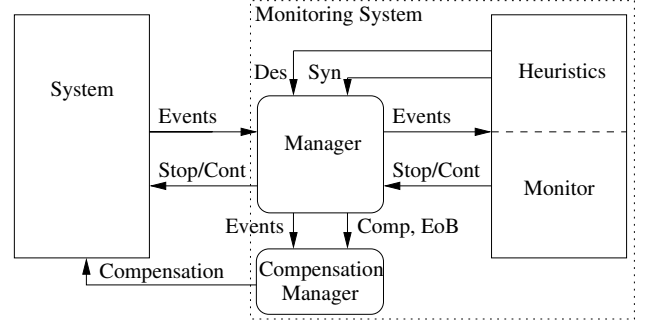 Monitoring System
Des Syn Heuristics
System
Events Manager Events
Stop/Cont Stop/Cont
Monitor
Events Comp, EoB
Compensation Compensation
Manager